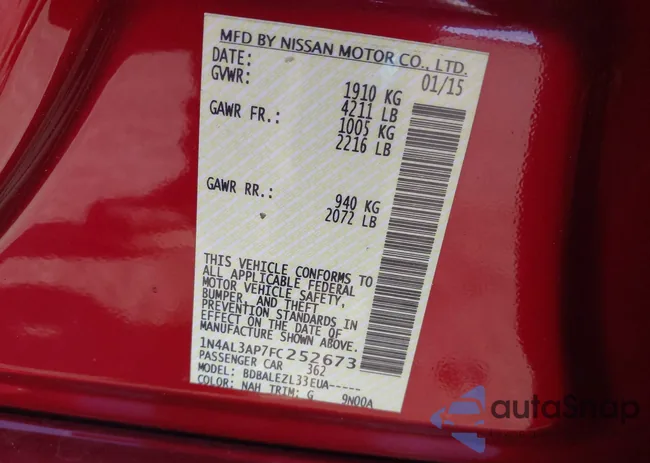 MFD BY NISSAN MOTOR CO., LTD.
DATE: 01/15
GVWR: 1910 KG
4211 LB
GAWR FR.: 1005 KG
2216 LB
GAWR RR.: 940 KG
2072 LB
THIS VEHICLE CONFORMS TO
ALL APPLICABLE FEDERAL
MOTOR VEHICLE SAFETY,
BUMPER, AND THEFT
PREVENTION STANDARDS IN
EFFECT ON THE DATE OF
MANUFACTURE SHOWN ABOVE.
1N4AL3AP7FC252673
PASSENGER CAR 362
MODEL: BDBALEZL33EUA-----
COLOR: NAH TRIM: G 9N00A
autoSnap